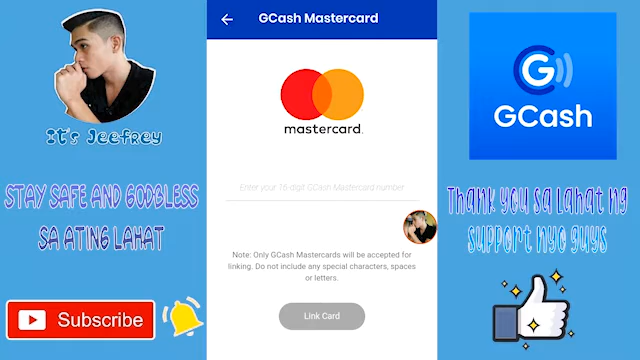 It's Jeefrey
STAY SAFE AND GODBLESS
SA ATING LAHAT
Subscribe
GCash Mastercard
mastercard.
Enter your 16-digit GCash Mastercard number
Note: Only GCash Mastercards will be accepted for
linking. Do not include any special characters, spaces
or letters.
Link Card
G
GCash
Thank you sa lahat ng
support nyo guys